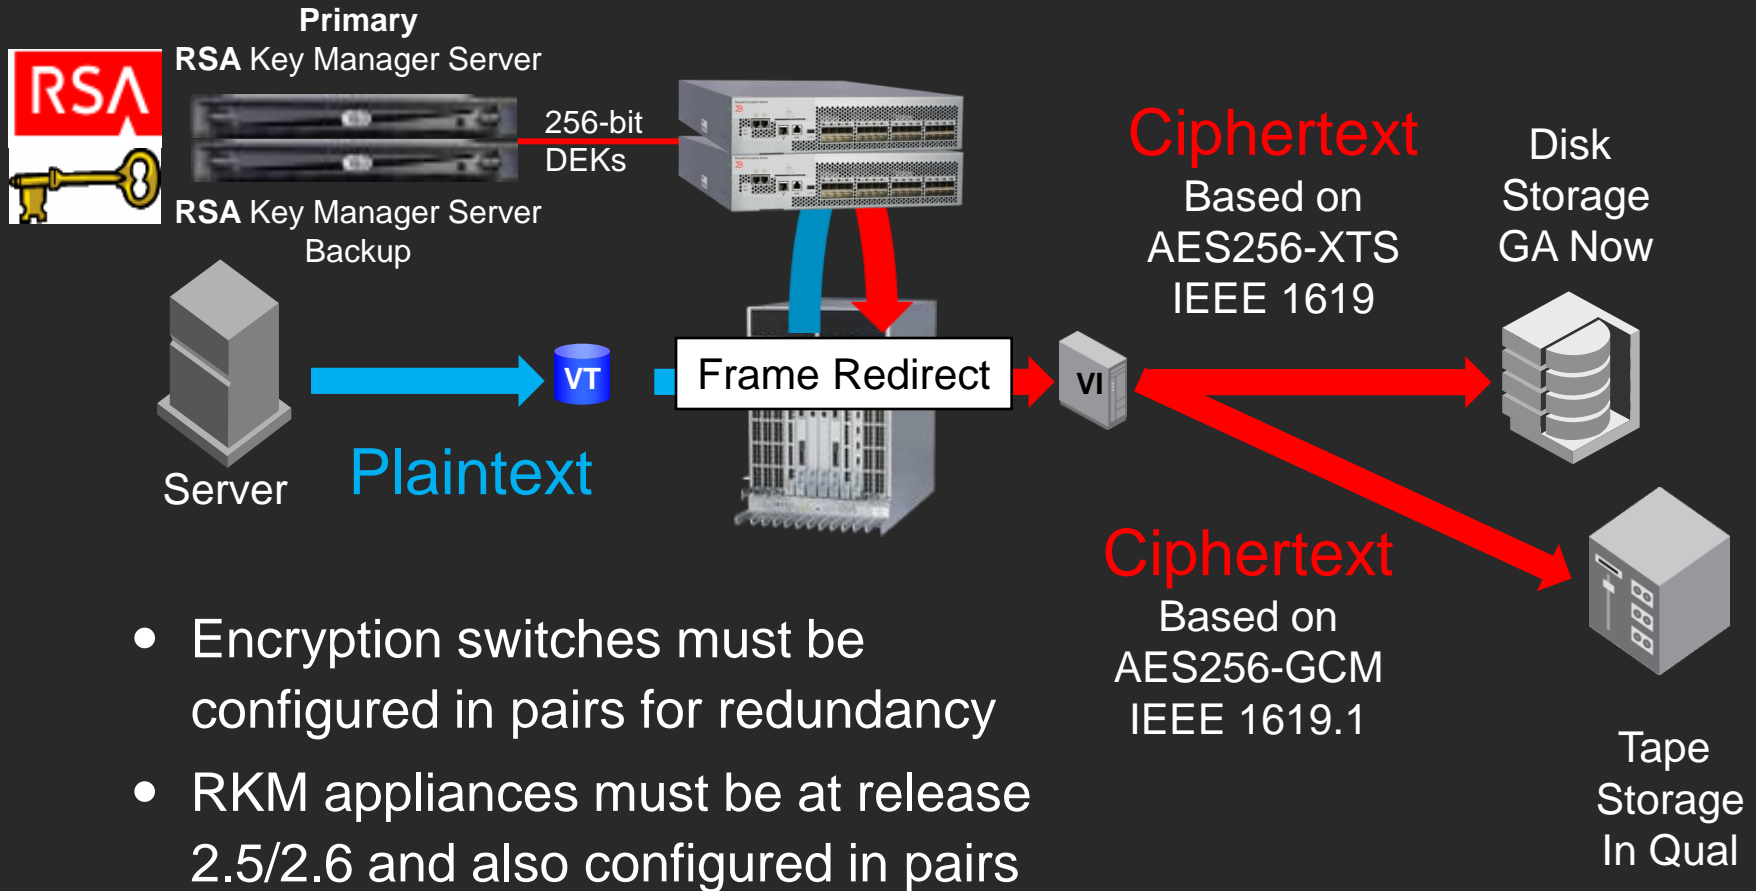 Primary
RSA Key Manager Server
RSA
256-bit
DEKs
RSA Key Manager Server
Backup
Ciphertext
Based on
AES256-XTS
IEEE 1619
Disk
Storage
GA Now
VT
Frame Redirect
VI
Server
Plaintext
Ciphertext
Based on
AES256-GCM
IEEE 1619.1
Tape
Storage
In Qual
• Encryption switches must be
configured in pairs for redundancy
• RKM appliances must be at release
2.5/2.6 and also configured in pairs